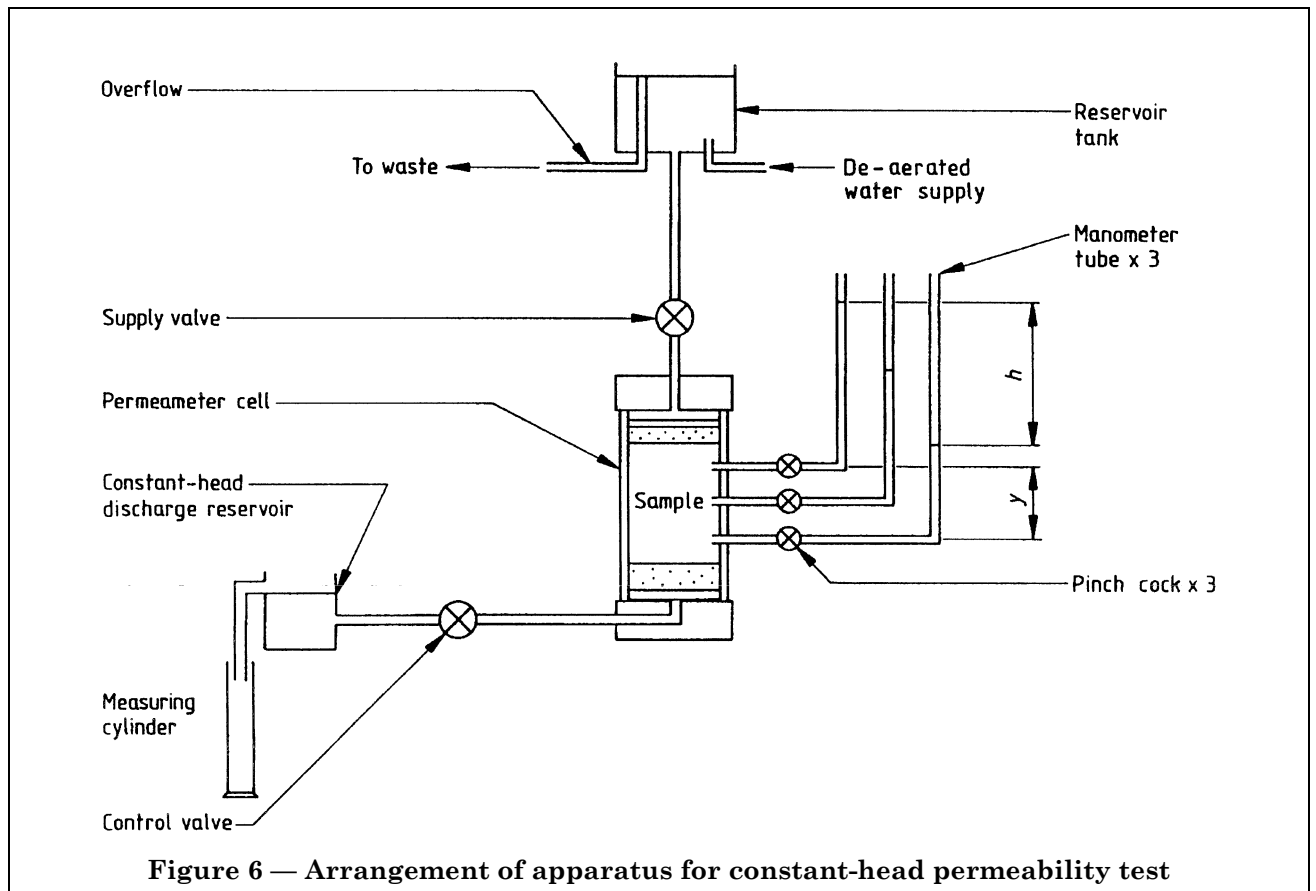 Overflow
To waste
Reservoir
tank
De-aerated
water supply
Manometer
tube x 3
Supply valve
h
Permeameter cell
Constant-head
discharge reservoir
Sample
y
Pinch cock x 3
Measuring
cylinder
Control valve
Figure 6 — Arrangement of apparatus for constant-head permeability test